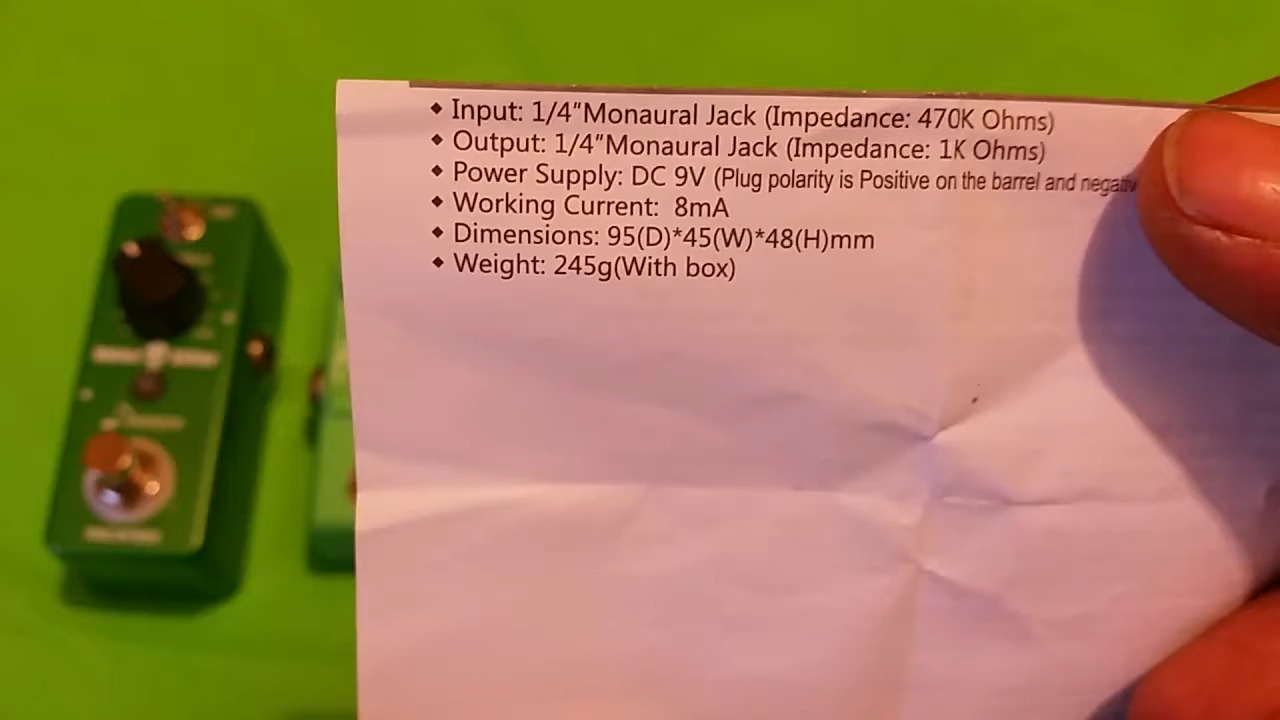 ◆ Input: 1/4"Monaural Jack (Impedance: 470K Ohms)
◆ Output: 1/4"Monaural Jack (Impedance: 1K Ohms)
◆ Power Supply: DC 9V (Plug polarity is Positive on the barrel and
◆ Working Current: 8mA
◆ Dimensions: 95(D)*45(W)*48(H)mm
◆ Weight: 245g(With box)